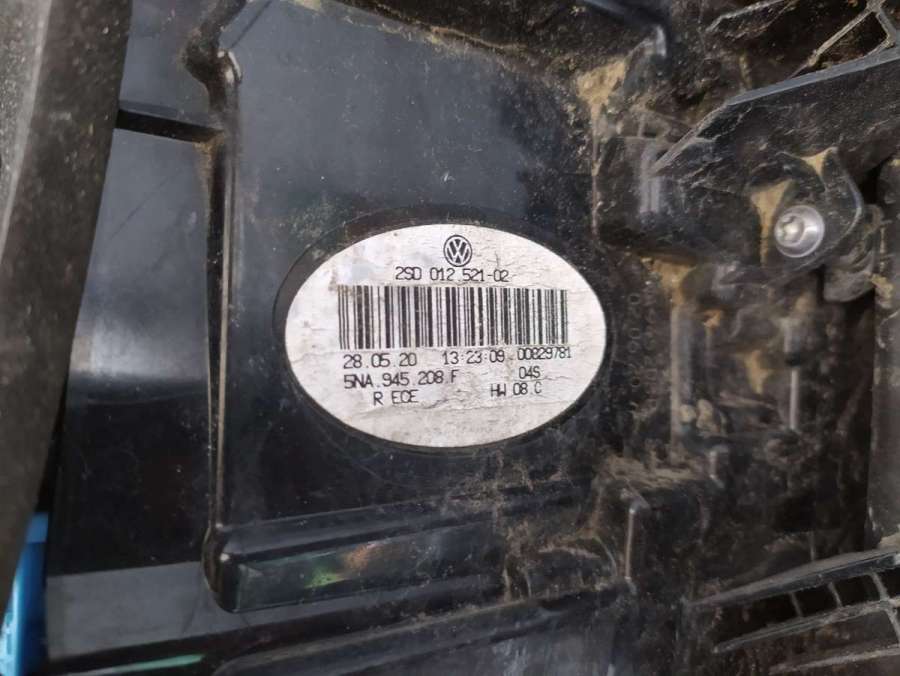 2SD 012.521-02
28.05.20 13:23:09 00829781
5NA.945.208.F 04S
R ECE HW 08.C